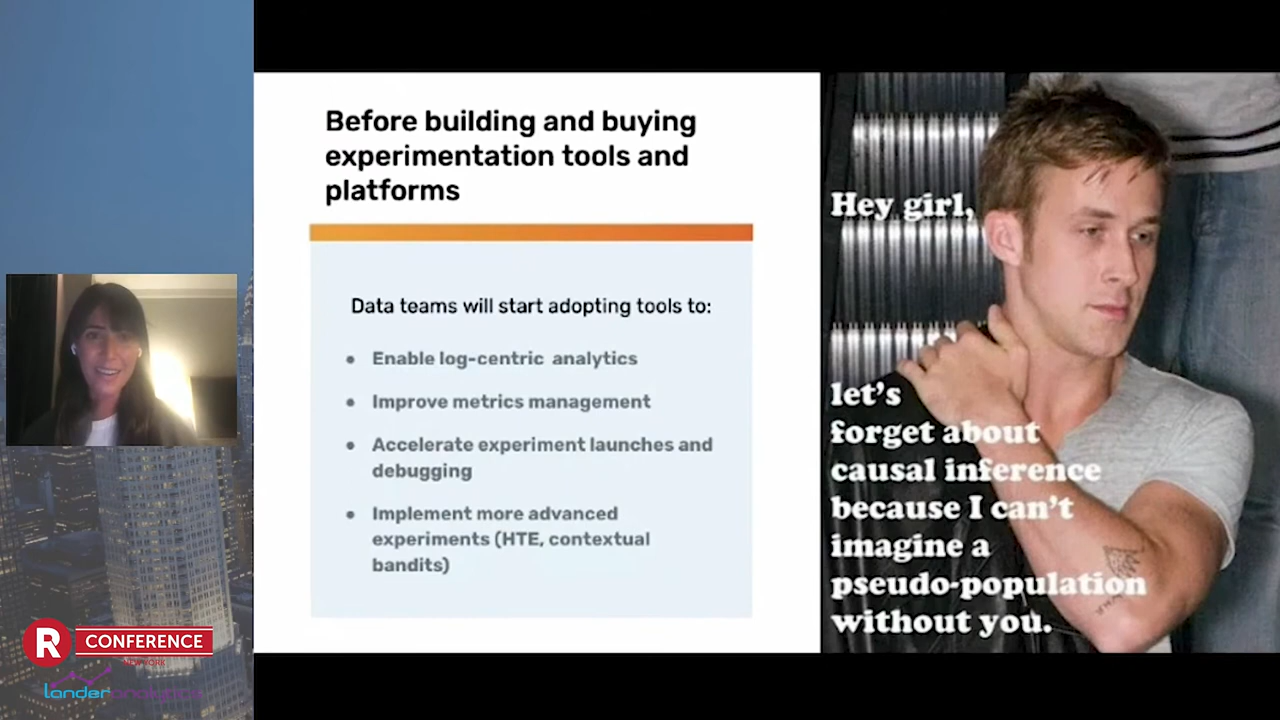 Before building and buying
experimentation tools and
platforms
Data teams will start adopting tools to:
● Enable log-centric analytics
● Improve metrics management
● Accelerate experiment launches and
debugging
● Implement more advanced
experiments (HTE, contextual
bandits)
Hey girl,
let's
forget about
causal inference
because I can't
imagine a
pseudo-population
without you.
R CONFERENCE
NEW YORK
lander analytics